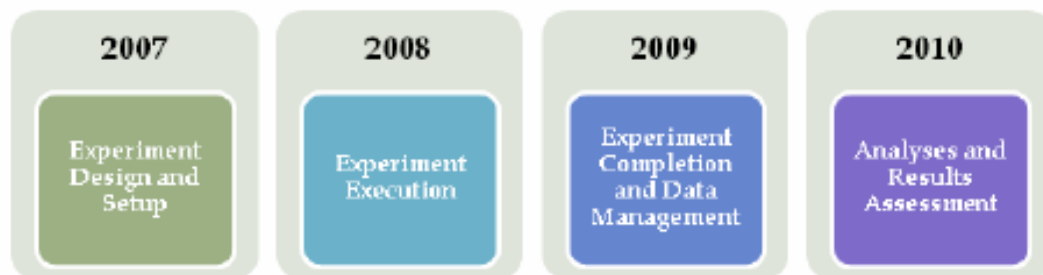 2007
Experiment
Design and
Setup
2008
Experiment
Execution
2009
Experiment
Completion
and Data
Management
2010
Analyses and
Results
Assessment